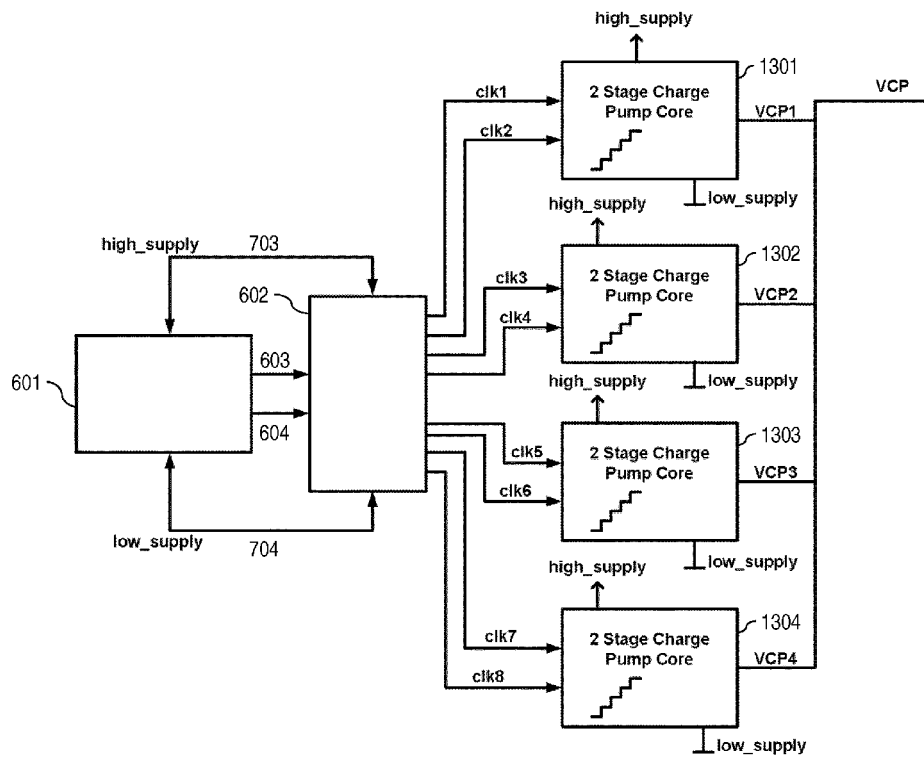 high_supply
1301
2 Stage Charge
Pump Core
clk1
clk2
VCP1
VCP
low_supply
high_supply
1302
2 Stage Charge
Pump Core
clk3
clk4
VCP2
low_supply
high_supply
703
602
601
603
604
low_supply
704
high_supply
1303
2 Stage Charge
Pump Core
clk5
clk6
VCP3
low_supply
high_supply
1304
2 Stage Charge
Pump Core
clk7
clk8
VCP4
low_supply